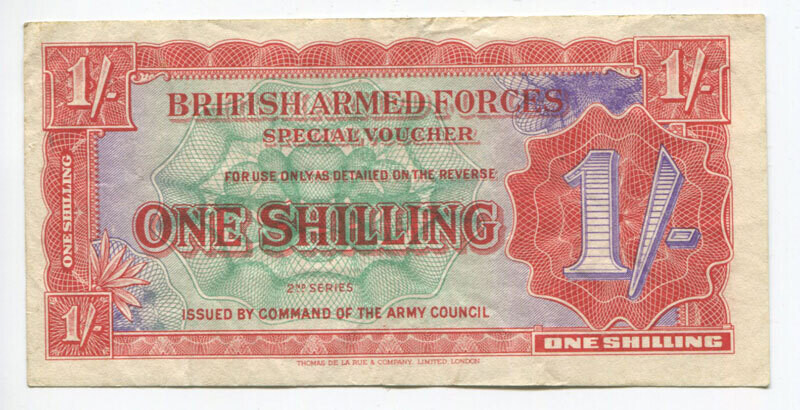 1/-
1/-
BRITISH ARMED FORCES
SPECIAL VOUCHER
FOR USE ONLY AS DETAILED ON THE REVERSE
ONE SHILLING
ONE SHILLING
1/-
2ND SERIES
ISSUED BY COMMAND OF THE ARMY COUNCIL
1/-
ONE SHILLING
THOMAS DE LA RUE & COMPANY, LIMITED, LONDON.